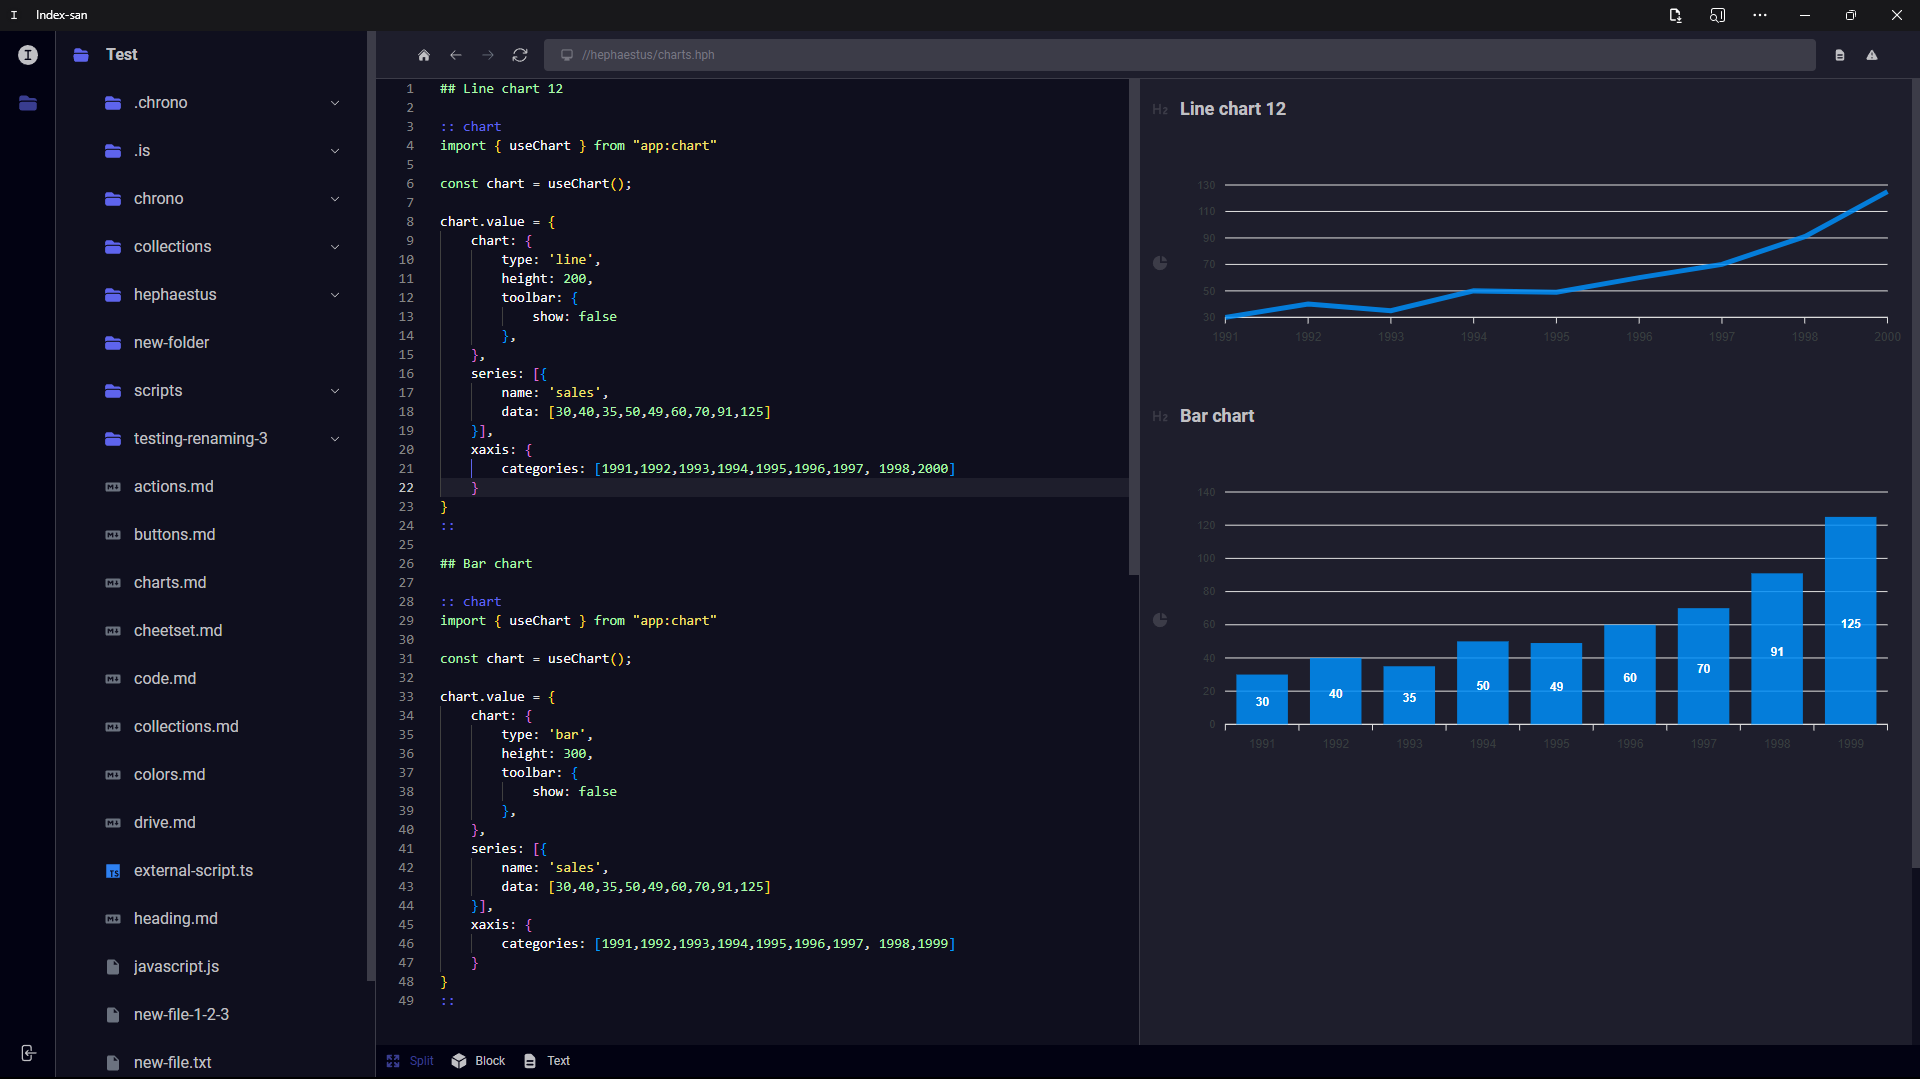 I Index-san
I
Test
.chrono
.is
chrono
collections
hephaestus
new-folder
scripts
testing-renaming-3
actions.md
buttons.md
charts.md
cheetset.md
code.md
collections.md
colors.md
drive.md
TS external-script.ts
heading.md
javascript.js
new-file-1-2-3
new-file.txt
//hephaestus/charts.hph
1 ## Line chart 12
2
3 :: chart
4 import { useChart } from "app:chart"
5
6 const chart = useChart();
7
8 chart.value = {
9 chart: {
10 type: 'line',
11 height: 200,
12 toolbar: {
13 show: false
14 },
15 },
16 series: [{
17 name: 'sales',
18 data: [30,40,35,50,49,60,70,91,125]
19 }],
20 xaxis: {
21 categories: [1991,1992,1993,1994,1995,1996,1997, 1998,2000]
22 }
23 }
24 ::
25
26 ## Bar chart
27
28 :: chart
29 import { useChart } from "app:chart"
30
31 const chart = useChart();
32
33 chart.value = {
34 chart: {
35 type: 'bar',
36 height: 300,
37 toolbar: {
38 show: false
39 },
40 },
41 series: [{
42 name: 'sales',
43 data: [30,40,35,50,49,60,70,91,125]
44 }],
45 xaxis: {
46 categories: [1991,1992,1993,1994,1995,1996,1997, 1998,1999]
47 }
48 }
49 ::
Split Block Text
H2 Line chart 12
130
110
90
70
50
30
1991 1992 1993 1994 1995 1996 1997 1998 2000
H2 Bar chart
140
120
100
80
60
40
20
0
30 40 35 50 49 60 70 91 125
1991 1992 1993 1994 1995 1996 1997 1998 1999